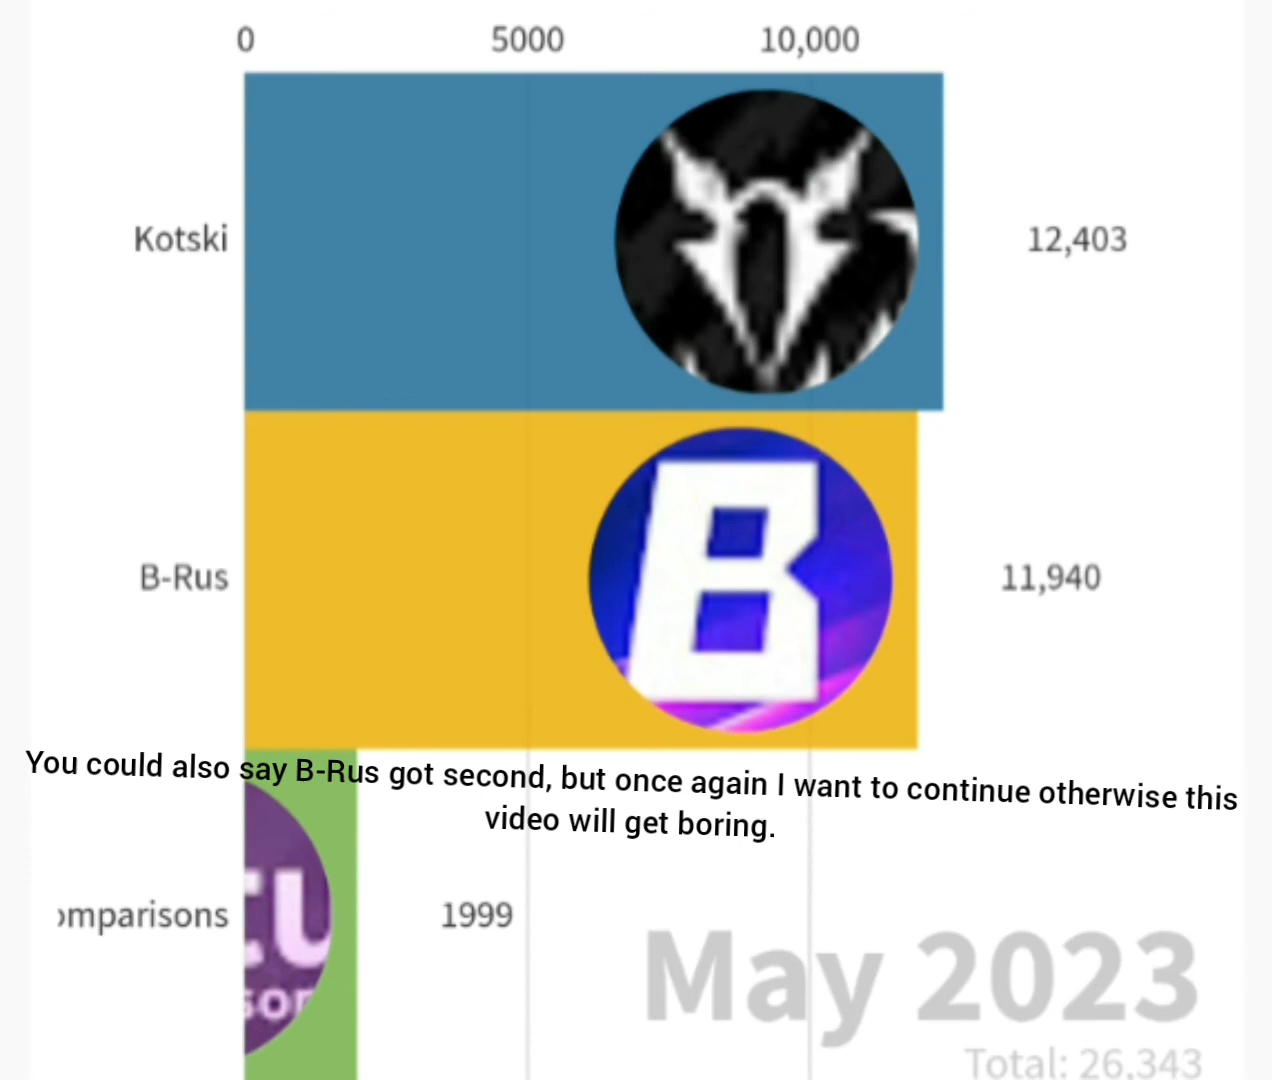 0 5000 10,000
Kotski 12,403
B
B-Rus 11,940
You could also say B-Rus got second, but once again I want to continue otherwise this
video will get boring.
omparisons 1999
May 2023
Total: 26,343